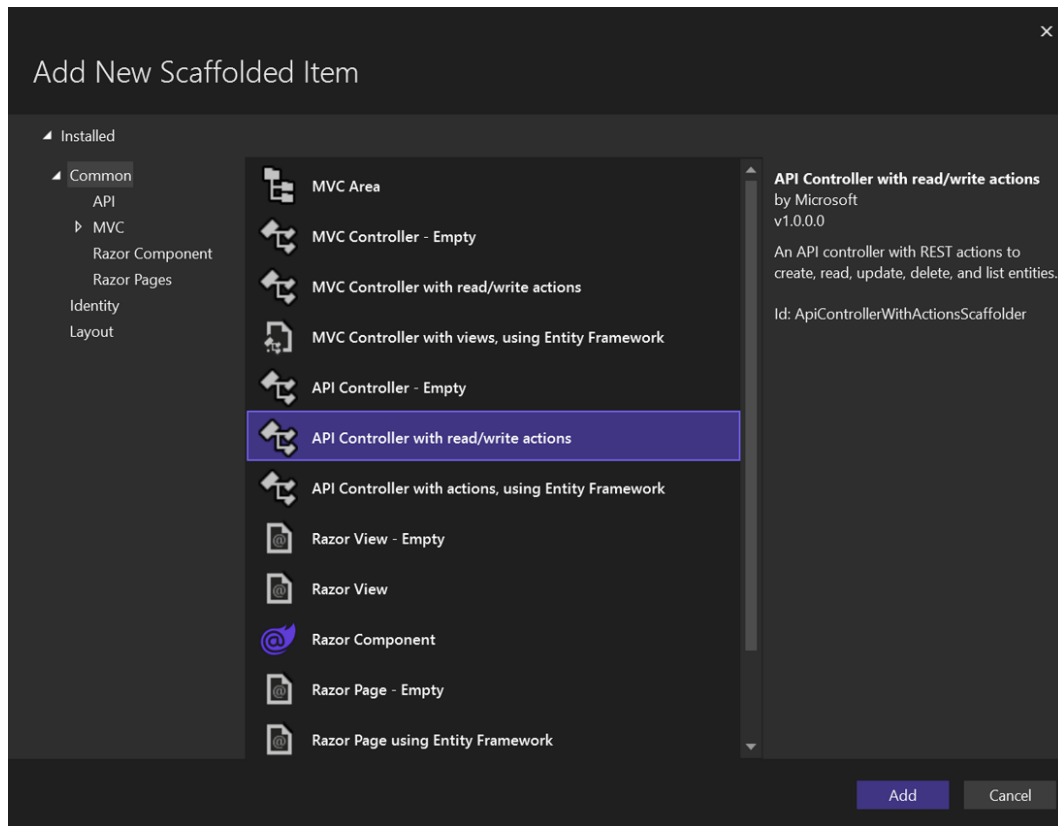 Add New Scaffolded Item
Installed
Common
API
MVC
Razor Component
Razor Pages
Identity
Layout
MVC Area
MVC Controller - Empty
MVC Controller with read/write actions
MVC Controller with views, using Entity Framework
API Controller - Empty
API Controller with read/write actions
API Controller with actions, using Entity Framework
Razor View - Empty
Razor View
Razor Component
Razor Page - Empty
Razor Page using Entity Framework
API Controller with read/write actions
by Microsoft
v1.0.0.0
An API controller with REST actions to
create, read, update, delete, and list entities.
Id: ApiControllerWithActionsScaffolder
Add
Cancel